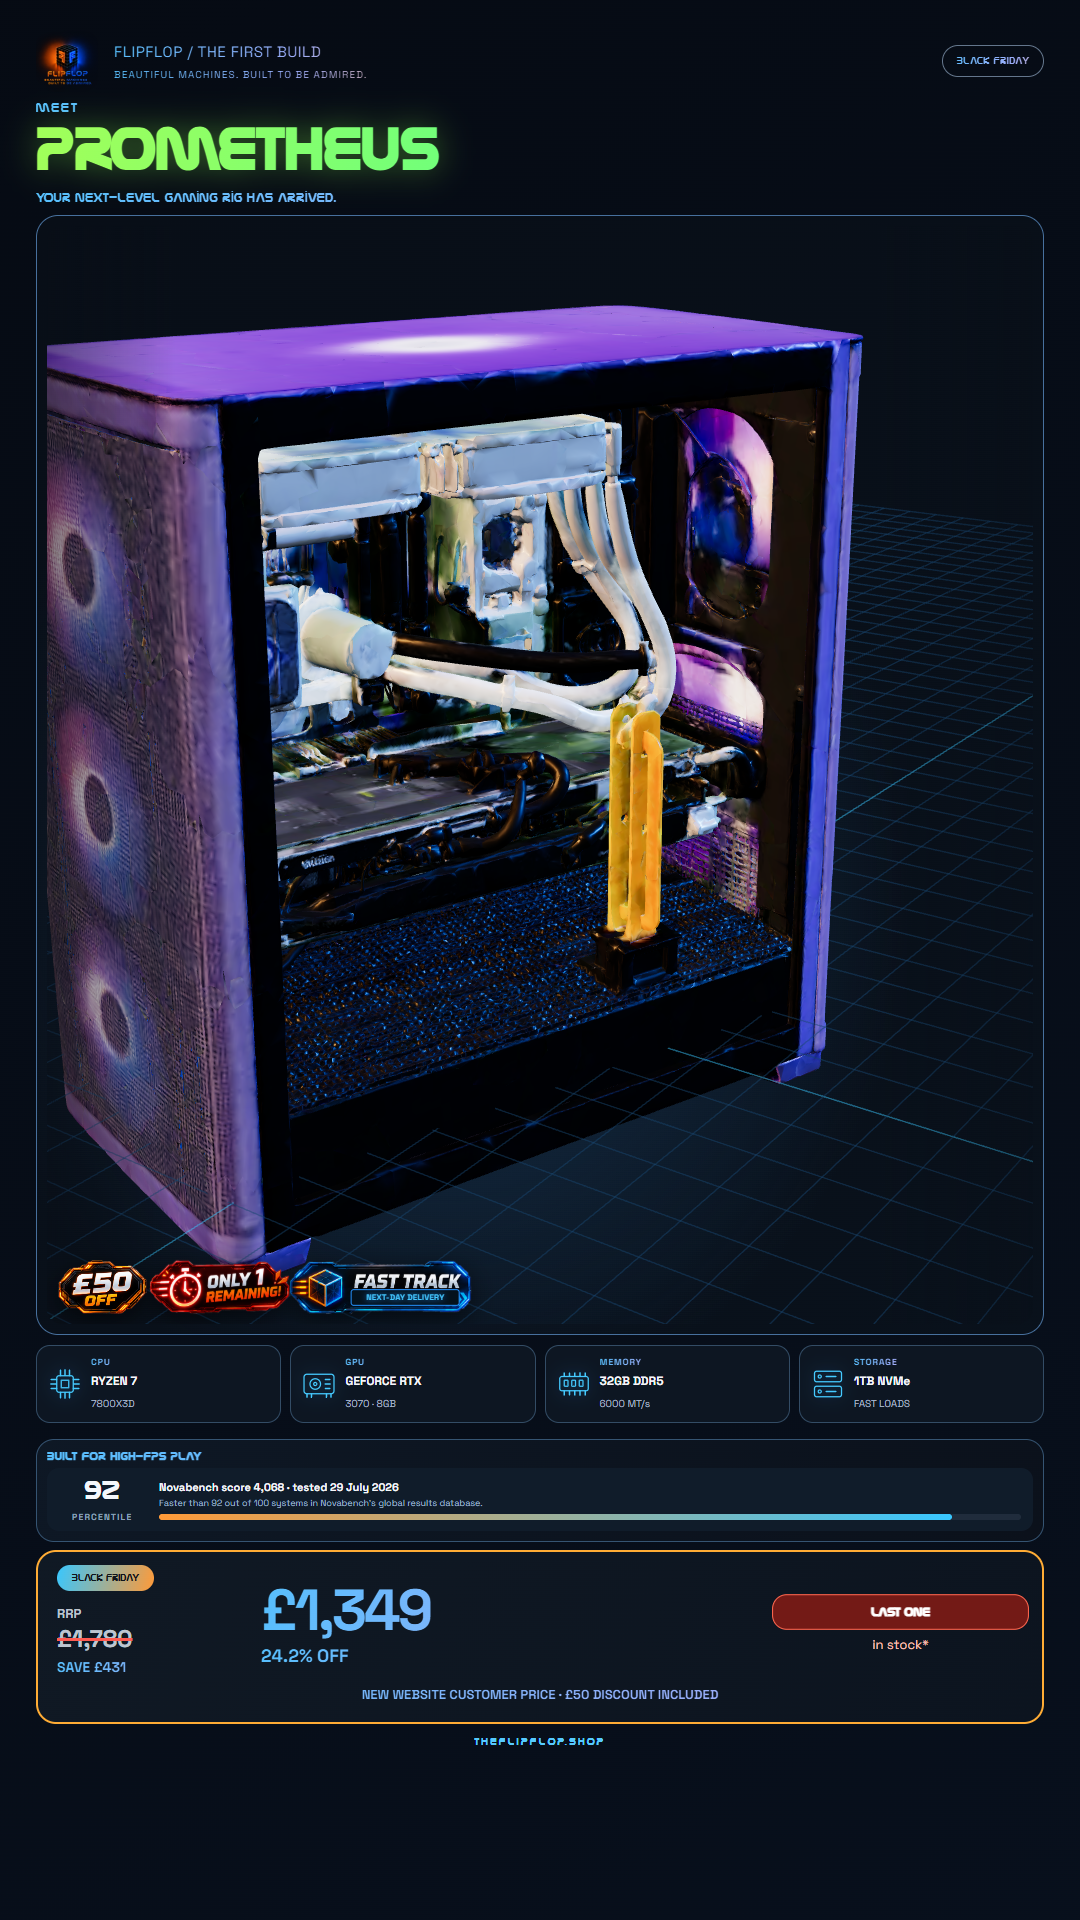 FLIPFLOP
FLIPFLOP / THE FIRST BUILD
BEAUTIFUL MACHINES. BUILT TO BE ADMIRED.
BLACK FRIDAY
MEET
PROMETHEUS
YOUR NEXT-LEVEL GAMING RIG HAS ARRIVED.
£50
OFF
ONLY 1
REMAINING!
FAST TRACK
NEXT-DAY DELIVERY
CPU
RYZEN 7
7800X3D
GPU
GEFORCE RTX
3070 · 8GB
MEMORY
32GB DDR5
6000 MT/s
STORAGE
1TB NVMe
FAST LOADS
BUILT FOR HIGH-FPS PLAY
92
PERCENTILE
Novabench score 4,068 · tested 29 July 2026
Faster than 92 out of 100 systems in Novabench's global results database.
BLACK FRIDAY
RRP
£1,780
SAVE £431
£1,349
24.2% OFF
LAST ONE
in stock*
NEW WEBSITE CUSTOMER PRICE · £50 DISCOUNT INCLUDED
THEFLIPFLOP.SHOP